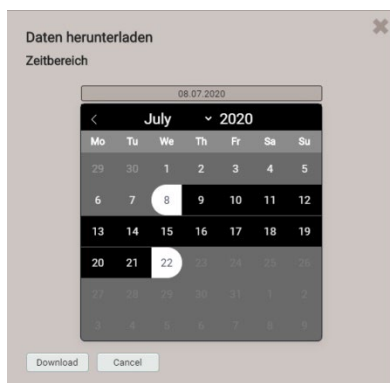 Daten herunterladen
Zeitbereich
08.07.2020
July 2020
Mo Tu We Th Fr Sa Su
29 30 1 2 3 4 5
6 7 8 9 10 11 12
13 14 15 16 17 18 19
20 21 22 23 24 25 26
27 28 29 30 31 1 2
3 4 5 6 7 8 9
Download Cancel